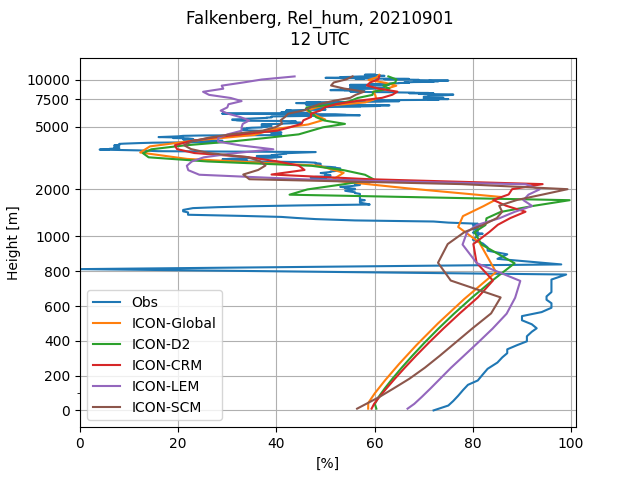 Falkenberg, Rel_hum, 20210901
12 UTC
10000
7500
5000
2000
1000
800
600
400
200
0
Height [m]
Obs
ICON-Global
ICON-D2
ICON-CRM
ICON-LEM
ICON-SCM
0 20 40 60 80 100
[%]